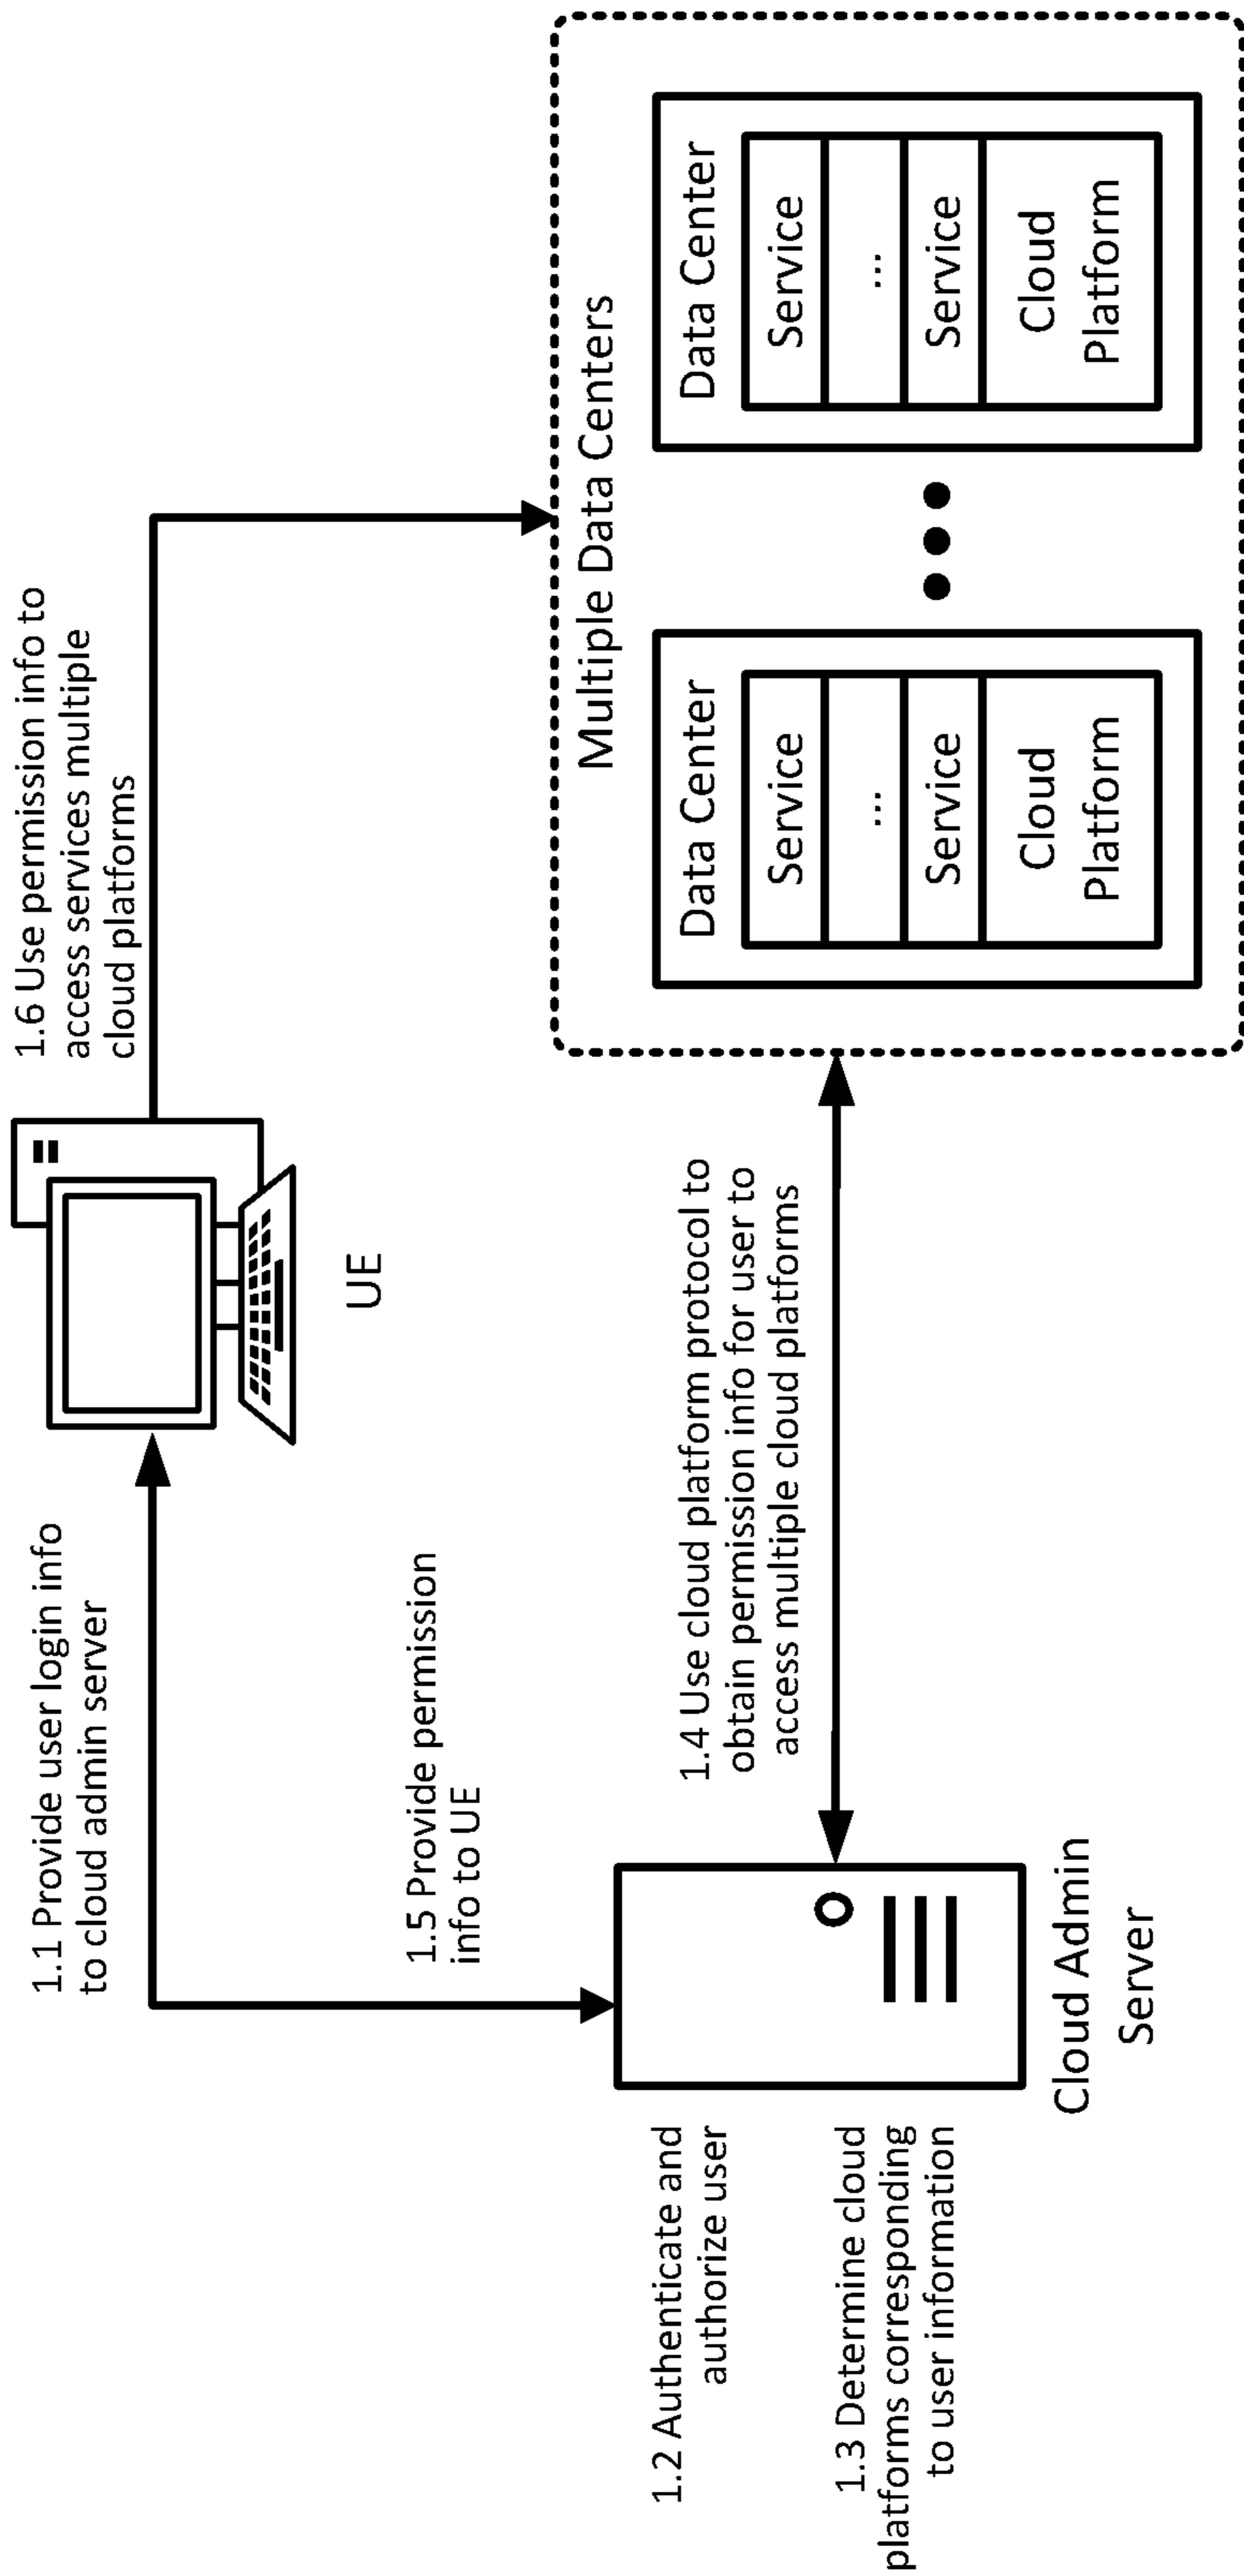 1.1 Provide user login info
to cloud admin server
1.6 Use permission info to
access services multiple
cloud platforms
UE
1.5 Provide permission
info to UE
1.2 Authenticate and
authorize user
1.3 Determine cloud
platforms corresponding
to user information
Cloud Admin
Server
1.4 Use cloud platform protocol to
obtain permission info for user to
access multiple cloud platforms
Multiple Data Centers
Data Center
Service
...
Service
Cloud
Platform
Data Center
Service
...
Service
Cloud
Platform